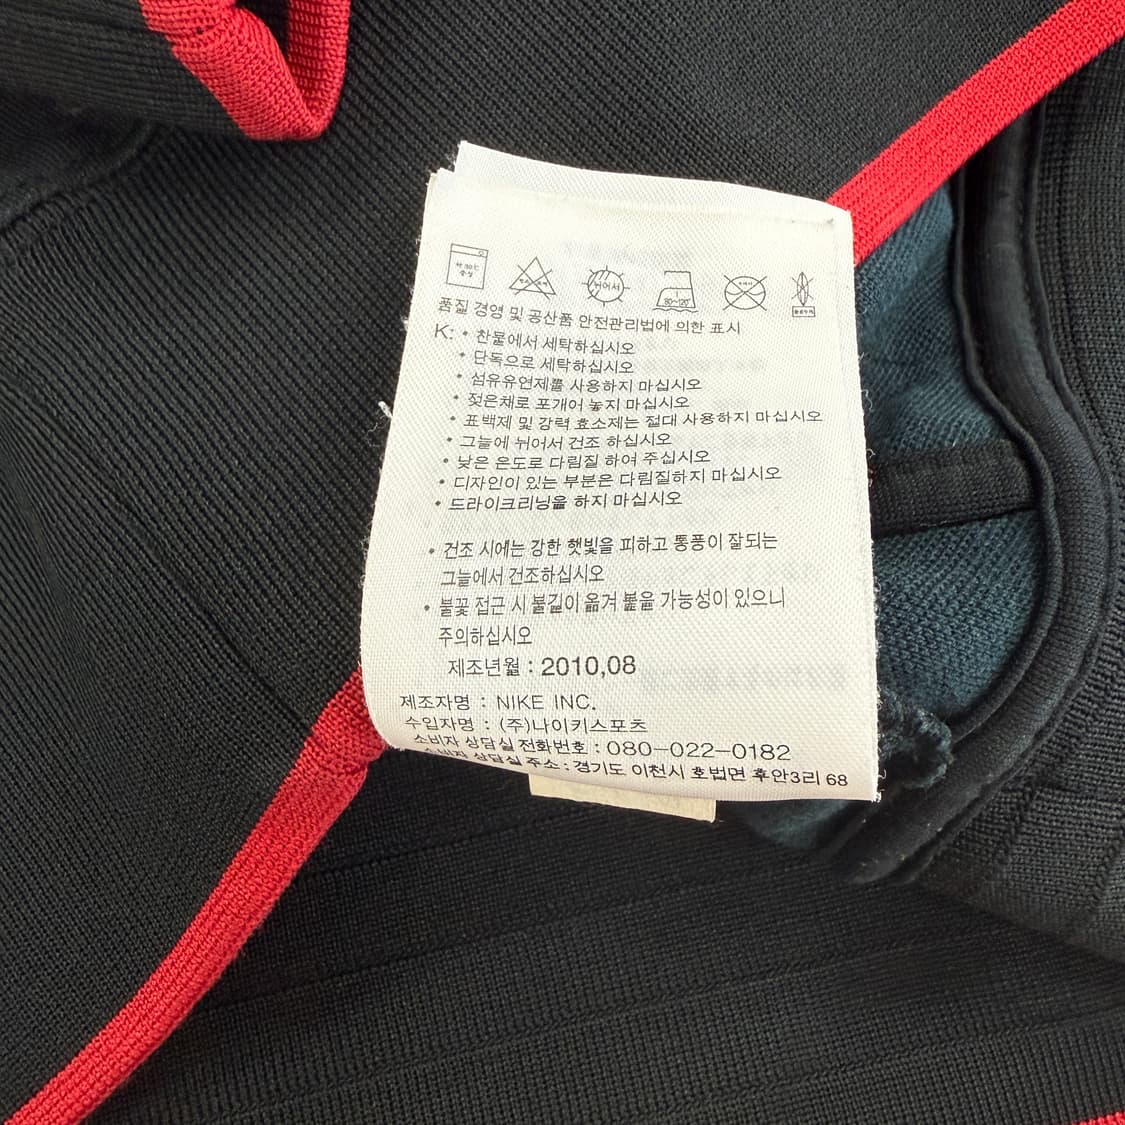 80~120°
품질 경영 및 공산품 안전관리법에 의한 표시
K: • 찬물에서 세탁하십시오
• 단독으로 세탁하십시오
• 섬유유연제를 사용하지 마십시오
• 젖은채로 포개어 놓지 마십시오
• 표백제 및 강력 효소제는 절대 사용하지 마십시오
• 그늘에 뉘어서 건조 하십시오
• 낮은 온도로 다림질 하여 주십시오
• 디자인이 있는 부분은 다림질하지 마십시오
• 드라이크리닝을 하지 마십시오
• 건조 시에는 강한 햇빛을 피하고 통풍이 잘되는
그늘에서 건조하십시오
• 불꽃 접근 시 불길이 옮겨 붙을 가능성이 있으니
주의하십시오
제조년월 : 2010,08
제조자명 : NIKE INC.
수입자명 : (주)나이키스포츠
소비자 상담실 전화번호 : 080-022-0182
소비자 상담실 주소 : 경기도 이천시 호법면 후안3리 68